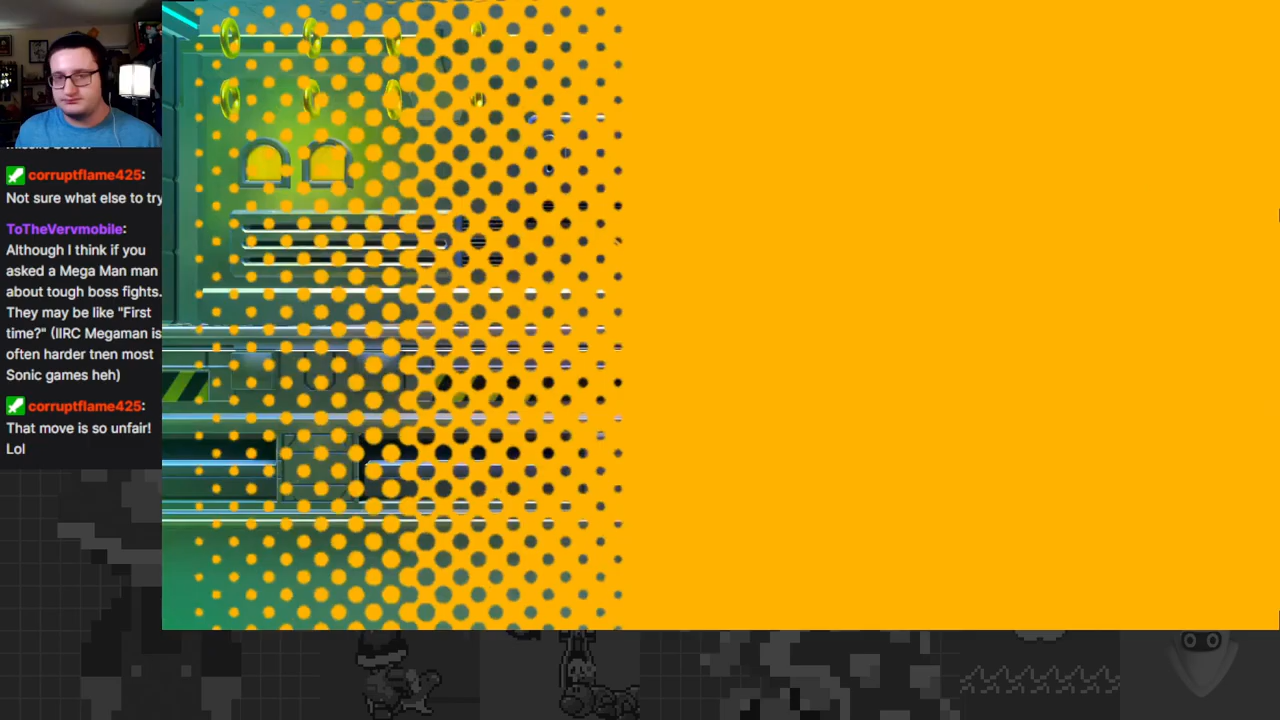 corruptflame425:
Not sure what else to try
ToTheVervmobile:
Although I think if you
asked a Mega Man man
about tough boss fights.
They may be like "First
time?" (IIRC Megaman is
often harder tnen most
Sonic games heh)
corruptflame425:
That move is so unfair!
Lol